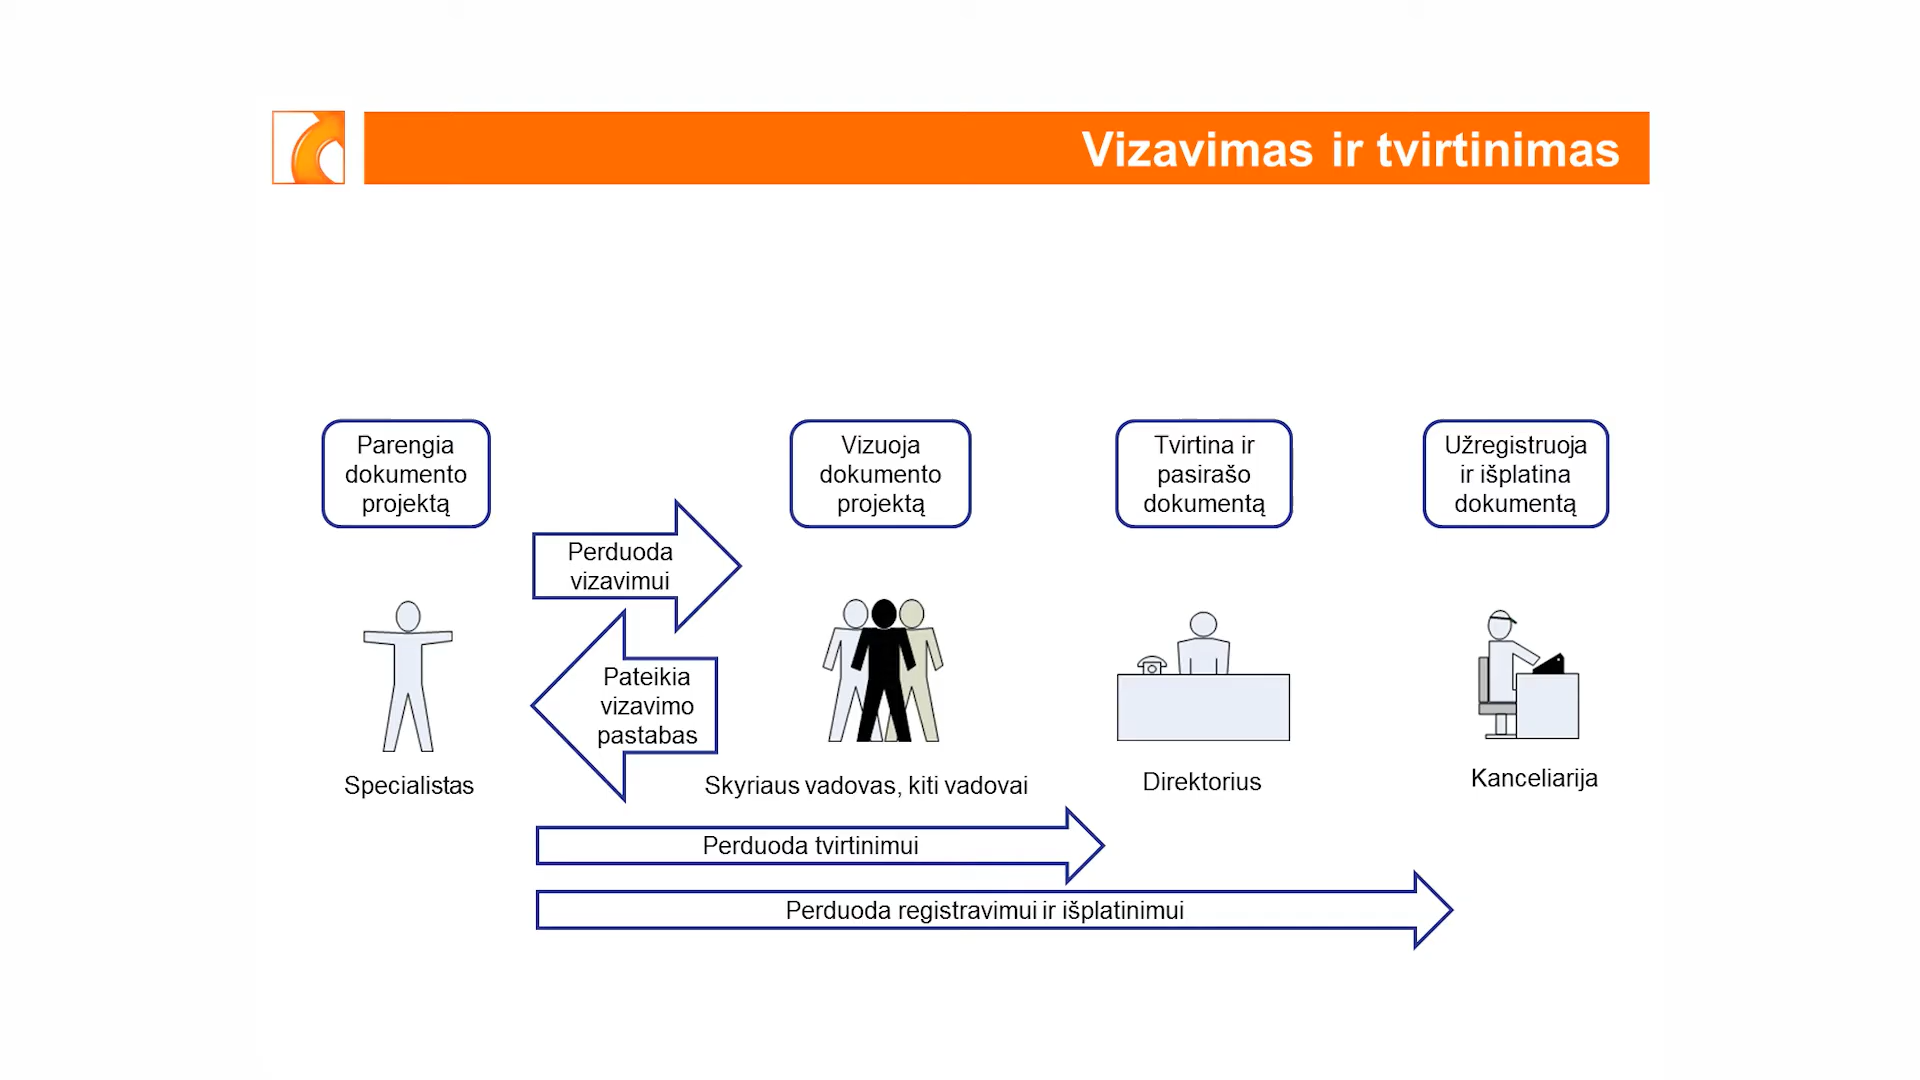 Vizavimas ir tvirtinimas
Parengia
dokumento
projektą
Vizuoja
dokumento
projektą
Tvirtina ir
pasirašo
dokumentą
Užregistruoja
ir išplatina
dokumentą
Perduoda
vizavimui
Pateikia
vizavimo
pastabas
Specialistas
Skyriaus vadovas, kiti vadovai
Direktorius
Kanceliarija
Perduoda tvirtinimui
Perduoda registravimui ir išplatinimui